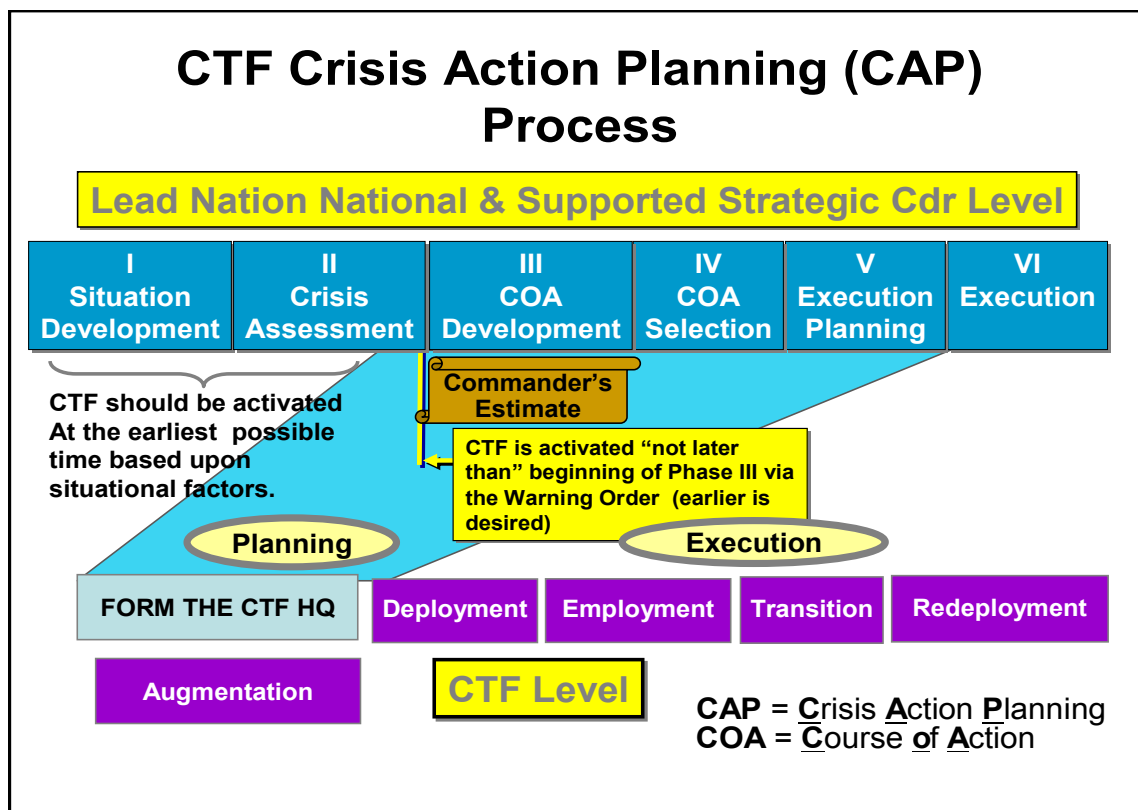 CTF Crisis Action Planning (CAP)
Process
Lead Nation National & Supported Strategic Cdr Level
I
Situation
Development
II
Crisis
Assessment
III
COA
Development
IV
COA
Selection
V
Execution
Planning
VI
Execution
CTF should be activated
At the earliest possible
time based upon
situational factors.
Commander's
Estimate
CTF is activated “not later
than” beginning of Phase III via
the Warning Order (earlier is
desired)
Planning
Execution
FORM THE CTF HQ
Deployment
Employment
Transition
Redeployment
Augmentation
CTF Level
CAP = Crisis Action Planning
COA = Course of Action